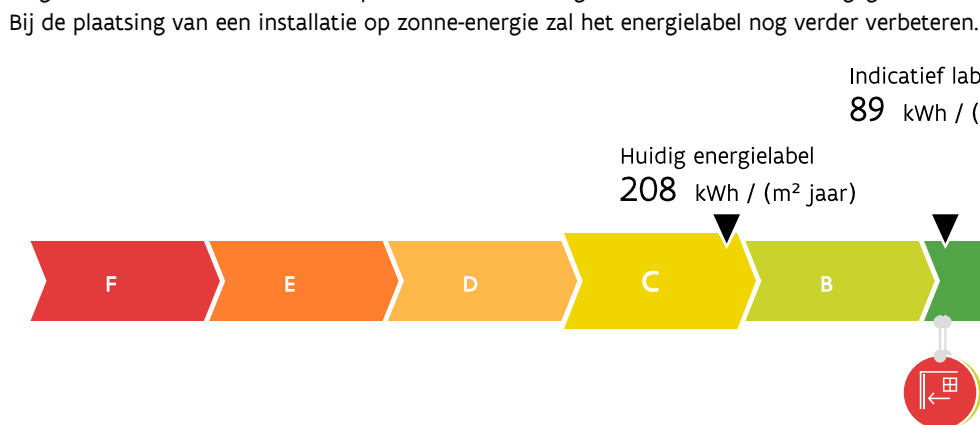 Bij de plaatsing van een installatie op zonne-energie zal het energielabel nog verder verbeteren.
Indicatief lab
89 kWh / (
Huidig energielabel
208 kWh / (m² jaar)
F E D C B